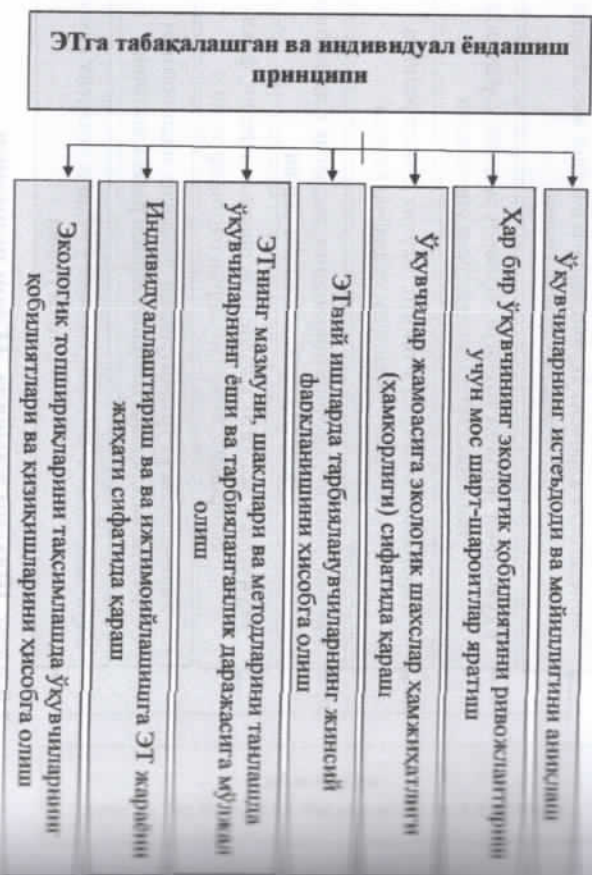 ЭТга табақалашган ва индивидуал ёндашиш
принципи
Ўқувчиларнинг истеъдоди ва мойиллигини аниқлаш
Ҳар бир ўқувчининг экологик қобилиятини ривожлантириш
учун мос шарт-шароитлар яратиш
Ўқувчилар жамоасига экологик шахслар ҳамжиҳатлиги
(ҳамкорлиги) сифатида қараш
ЭТвий ишларда тарбияланувчиларнинг жинсий
фарқланишини ҳисобга олиш
ЭТнинг мазмуни, шакллари ва методларини танлашда
ўқувчиларнинг ёши ва тарбияланганлик даражасига мўлжал
олиш
Индивидуаллаштириш ва ва ижтимоийлашишга ЭТ жараёни
жиҳати сифатида қараш
Экологик топшириқларини тақсимлашда ўқувчиларнинг
қобилиятлари ва қизиқишларини ҳисобга олиш